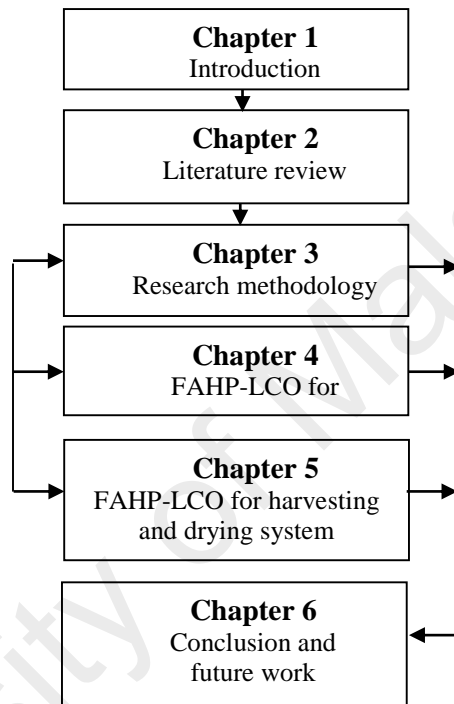 Chapter 1
Introduction
Chapter 2
Literature review
Chapter 3
Research methodology
Chapter 4
FAHP-LCO for
Chapter 5
FAHP-LCO for harvesting
and drying system
Chapter 6
Conclusion and
future work